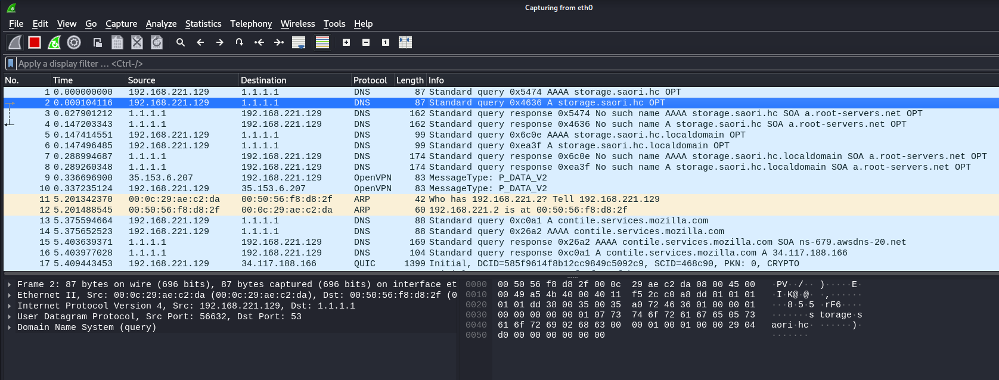 Capturing from eth0
File Edit View Go Capture Analyze Statistics Telephony Wireless Tools Help
Apply a display filter … <Ctrl-/>
No. Time Source Destination Protocol Length Info
1 0.000000000 192.168.221.129 1.1.1.1 DNS 87 Standard query 0x5474 AAAA storage.saori.hc OPT
2 0.000104116 192.168.221.129 1.1.1.1 DNS 87 Standard query 0x4636 A storage.saori.hc OPT
3 0.027901212 1.1.1.1 192.168.221.129 DNS 162 Standard query response 0x5474 No such name AAAA storage.saori.hc SOA a.root-servers.net OPT
4 0.147203343 1.1.1.1 192.168.221.129 DNS 162 Standard query response 0x4636 No such name A storage.saori.hc SOA a.root-servers.net OPT
5 0.147414551 192.168.221.129 1.1.1.1 DNS 99 Standard query 0x6c0e AAAA storage.saori.hc.localdomain OPT
6 0.147496485 192.168.221.129 1.1.1.1 DNS 99 Standard query 0xea3f A storage.saori.hc.localdomain OPT
7 0.288994687 1.1.1.1 192.168.221.129 DNS 174 Standard query response 0x6c0e No such name AAAA storage.saori.hc.localdomain SOA a.root-servers.net OPT
8 0.289260348 1.1.1.1 192.168.221.129 DNS 174 Standard query response 0xea3f No such name A storage.saori.hc.localdomain SOA a.root-servers.net OPT
9 0.336696900 35.153.6.207 192.168.221.129 OpenVPN 83 MessageType: P_DATA_V2
10 0.337235124 192.168.221.129 35.153.6.207 OpenVPN 83 MessageType: P_DATA_V2
11 5.201342370 00:0c:29:ae:c2:da 00:50:56:f8:d8:2f ARP 42 Who has 192.168.221.2? Tell 192.168.221.129
12 5.201488545 00:50:56:f8:d8:2f 00:0c:29:ae:c2:da ARP 60 192.168.221.2 is at 00:50:56:f8:d8:2f
13 5.375594664 192.168.221.129 1.1.1.1 DNS 88 Standard query 0xc0a1 A contile.services.mozilla.com
14 5.375652523 192.168.221.129 1.1.1.1 DNS 88 Standard query 0x26a2 AAAA contile.services.mozilla.com
15 5.403639371 1.1.1.1 192.168.221.129 DNS 169 Standard query response 0x26a2 AAAA contile.services.mozilla.com SOA ns-679.awsdns-20.net
16 5.403977028 1.1.1.1 192.168.221.129 DNS 104 Standard query response 0xc0a1 A contile.services.mozilla.com A 34.117.188.166
17 5.409443453 192.168.221.129 34.117.188.166 QUIC 1399 Initial, DCID=585f9614f8b12cc9849c5092c9, SCID=468c90, PKN: 0, CRYPTO
Frame 2: 87 bytes on wire (696 bits), 87 bytes captured (696 bits) on interface et
Ethernet II, Src: 00:0c:29:ae:c2:da (00:0c:29:ae:c2:da), Dst: 00:50:56:f8:d8:2f (0
Internet Protocol Version 4, Src: 192.168.221.129, Dst: 1.1.1.1
User Datagram Protocol, Src Port: 56632, Dst Port: 53
Domain Name System (query)
0000 00 50 56 f8 d8 2f 00 0c 29 ae c2 da 08 00 45 00 ·PV··/·· )·····E·
0010 00 49 a5 4b 40 00 40 11 f5 2c c0 a8 dd 81 01 01 ·I·K@·@· ·,······
0020 01 01 dd 38 00 35 00 35 a0 72 46 36 01 00 00 01 ···8·5·5 ·rF6····
0030 00 00 00 00 00 01 07 73 74 6f 72 61 67 65 05 73 ·······s torage·s
0040 61 6f 72 69 02 68 63 00 00 01 00 01 00 00 29 04 aori·hc· ······)·
0050 d0 00 00 00 00 00 00 ·······